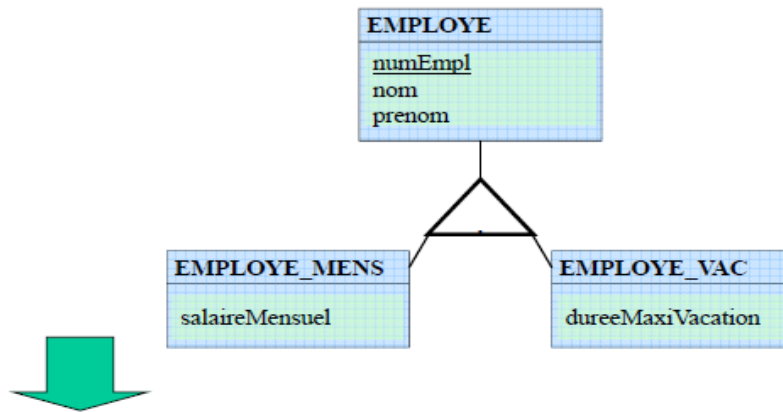 EMPLOYE
numEmpl
nom
prenom
EMPLOYE_MENS
salaireMensuel
EMPLOYE_VAC
dureeMaxiVacation